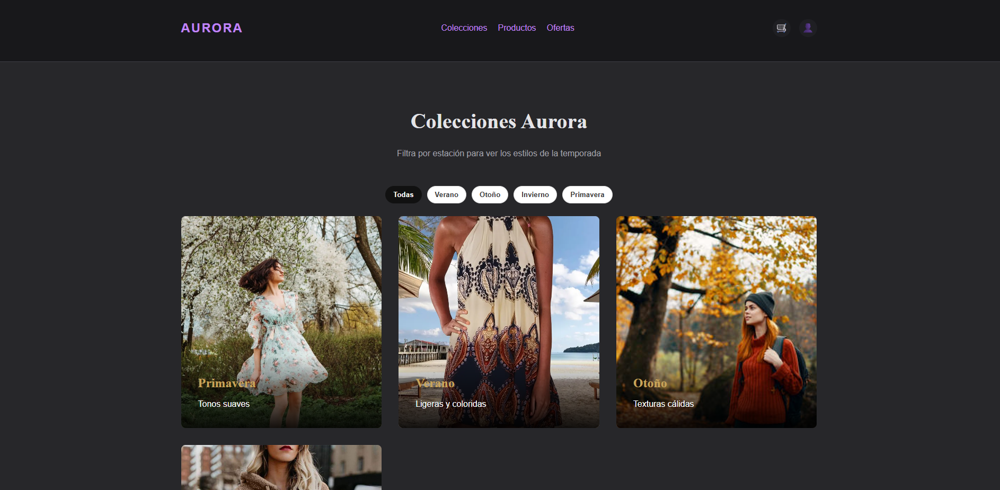 AURORA
Colecciones Productos Ofertas
Colecciones Aurora
Filtra por estación para ver los estilos de la temporada
Todas Verano Otoño Invierno Primavera
Primavera
Tonos suaves
Verano
Ligeras y coloridas
Otoño
Texturas cálidas